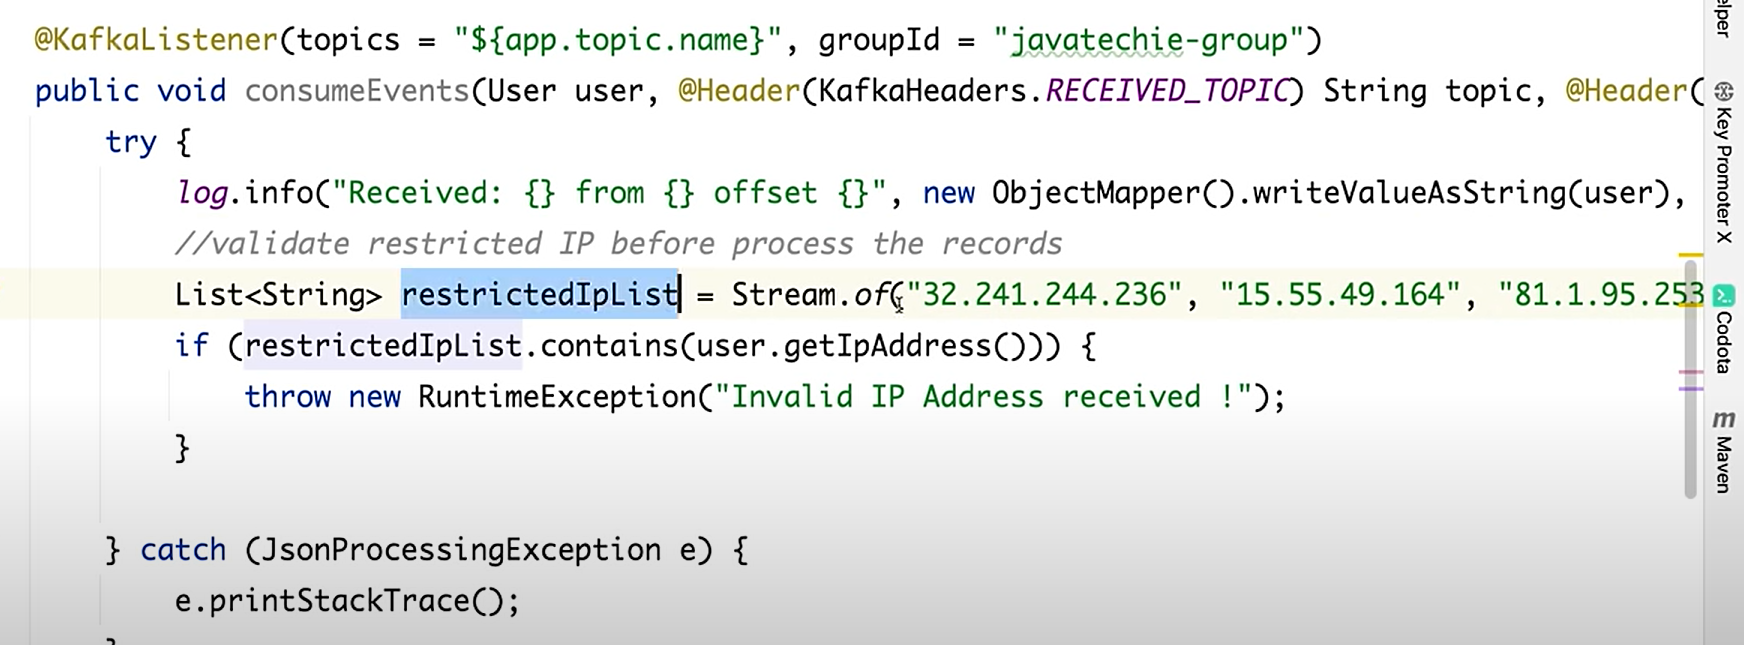 @KafkaListener(topics = "${app.topic.name}", groupId = "javatechie-group")
public void consumeEvents(User user, @Header(KafkaHeaders.RECEIVED_TOPIC) String topic, @Header(
try {
log.info("Received: {} from {} offset {}", new ObjectMapper().writeValueAsString(user),
//validate restricted IP before process the records
List<String> restrictedIpList = Stream.of("32.241.244.236", "15.55.49.164", "81.1.95.253
if (restrictedIpList.contains(user.getIpAddress())) {
throw new RuntimeException("Invalid IP Address received !");
}
} catch (JsonProcessingException e) {
e.printStackTrace();
elper
Key Promoter X
Codota
m Maven